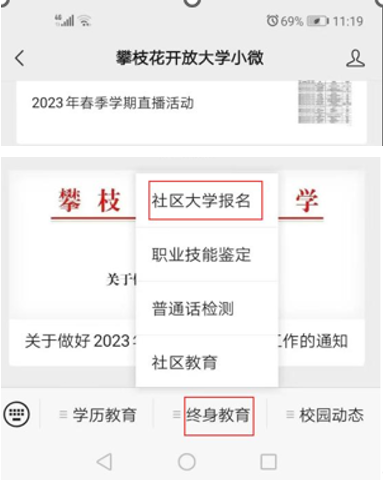 69% 11:19
攀枝花开放大学小微
2023年春季学期直播活动
攀 枝 学
社区大学报名
关于
职业技能鉴定
普通话检测
关于做好2023年 工作的通知
社区教育
学历教育 终身教育 校园动态